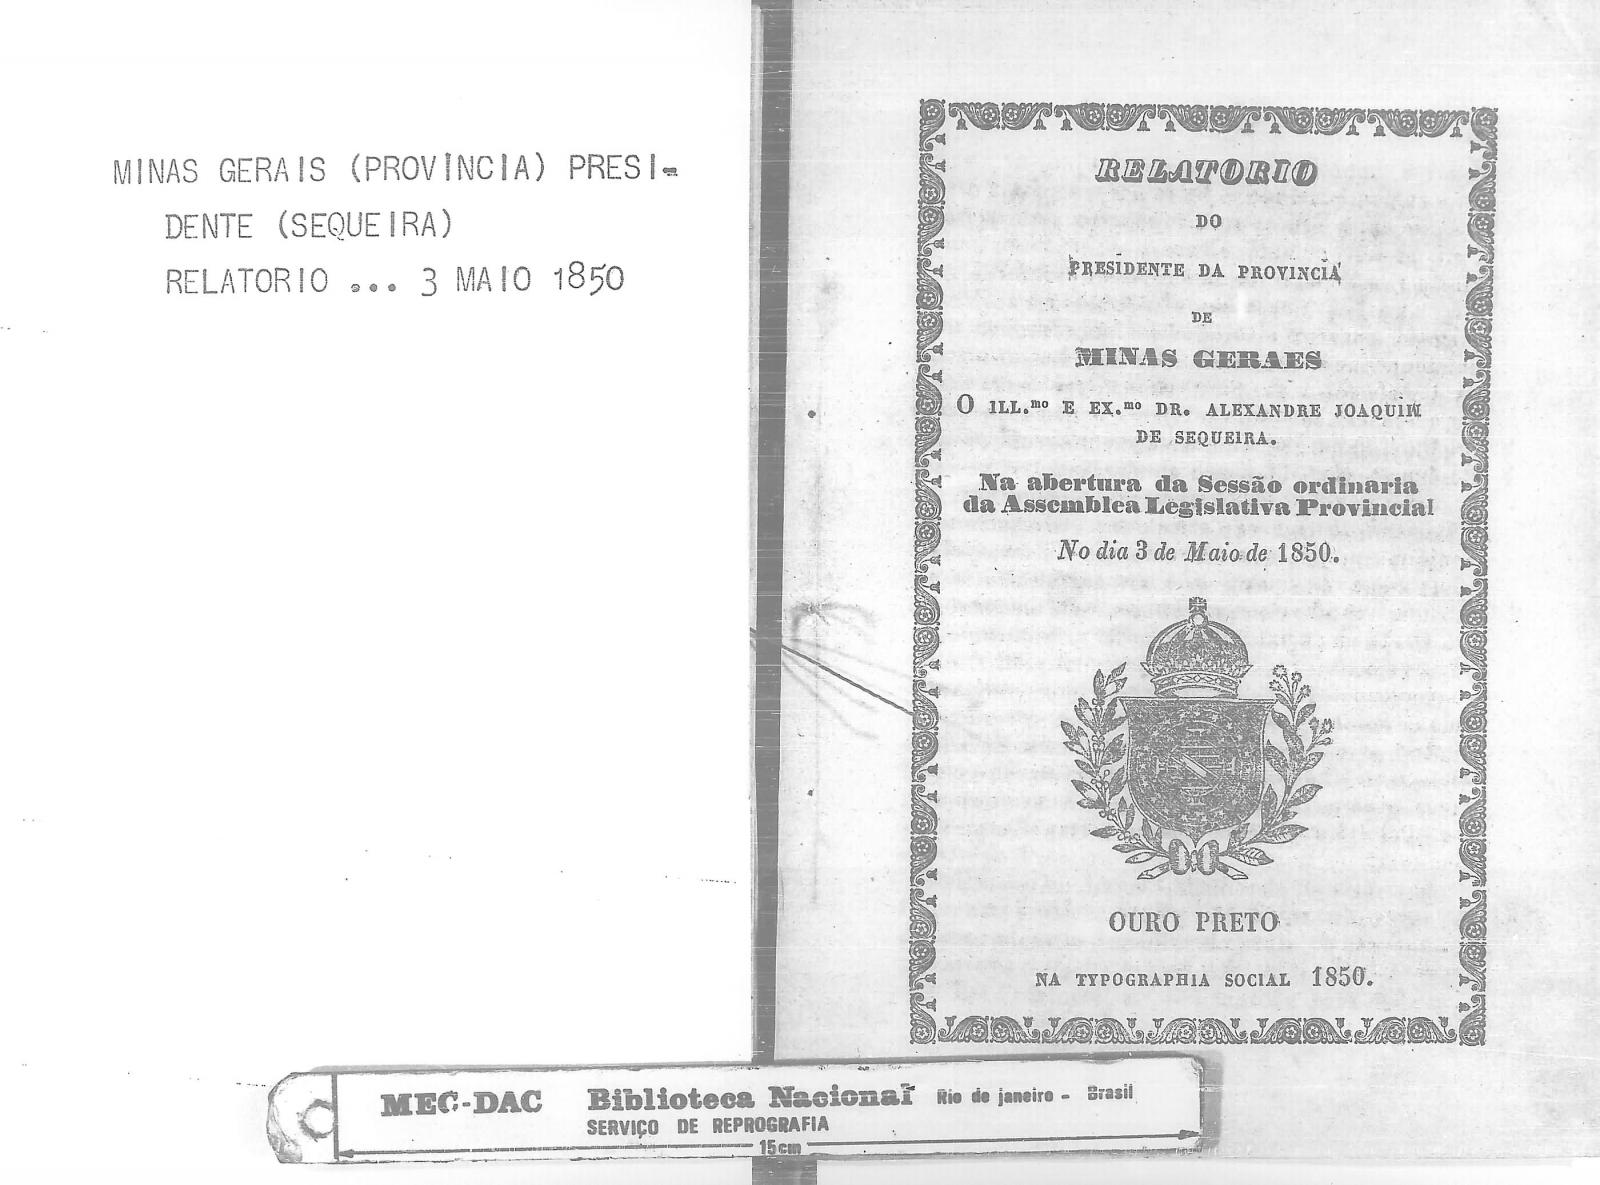 MINAS GERAIS (PROVÍNCIA) PRESI-
DENTE (SEQUEIRA)
RELATORIO ... 3 MAIO 1850
RELATORIO
DO
PRESIDENTE DA PROVINCIA
DE
MINAS GERAES
O ILL.mo E EX.mo DR. ALEXANDRE JOAQUIM
DE SEQUEIRA.
Na abertura da Sessão ordinaria
da Assemblea Legislativa Provincial
No dia 3 de Maio de 1850.
OURO PRETO
NA TYPOGRAPHIA SOCIAL 1850.
MEC-DAC Biblioteca Nacional Rio de janeiro - Brasil
SERVIÇO DE REPROGRAFIA
15cm